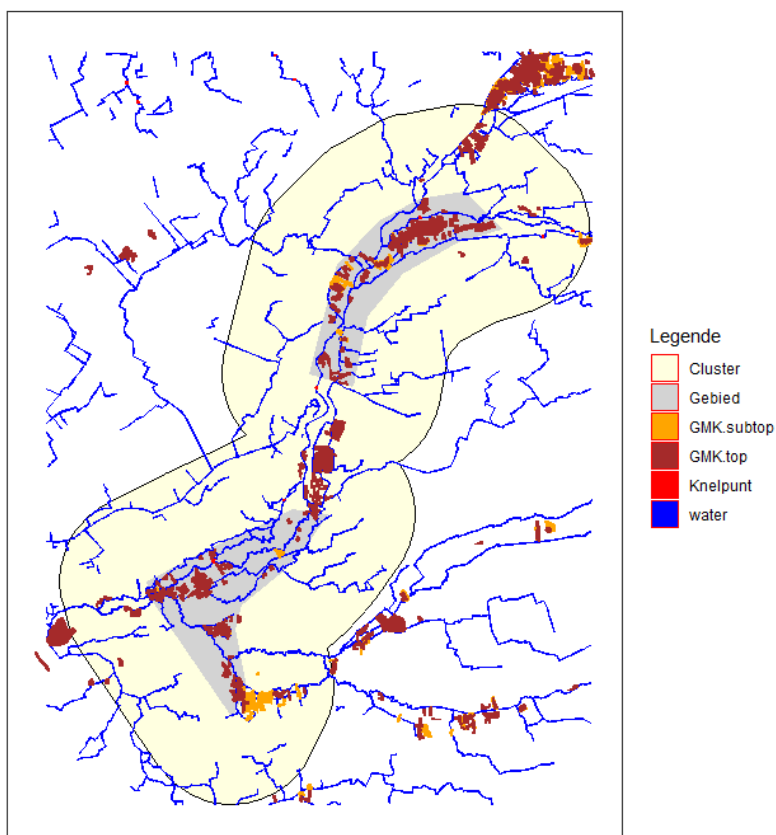 Legende
Cluster
Gebied
GMK.subtop
GMK.top
Knelpunt
water